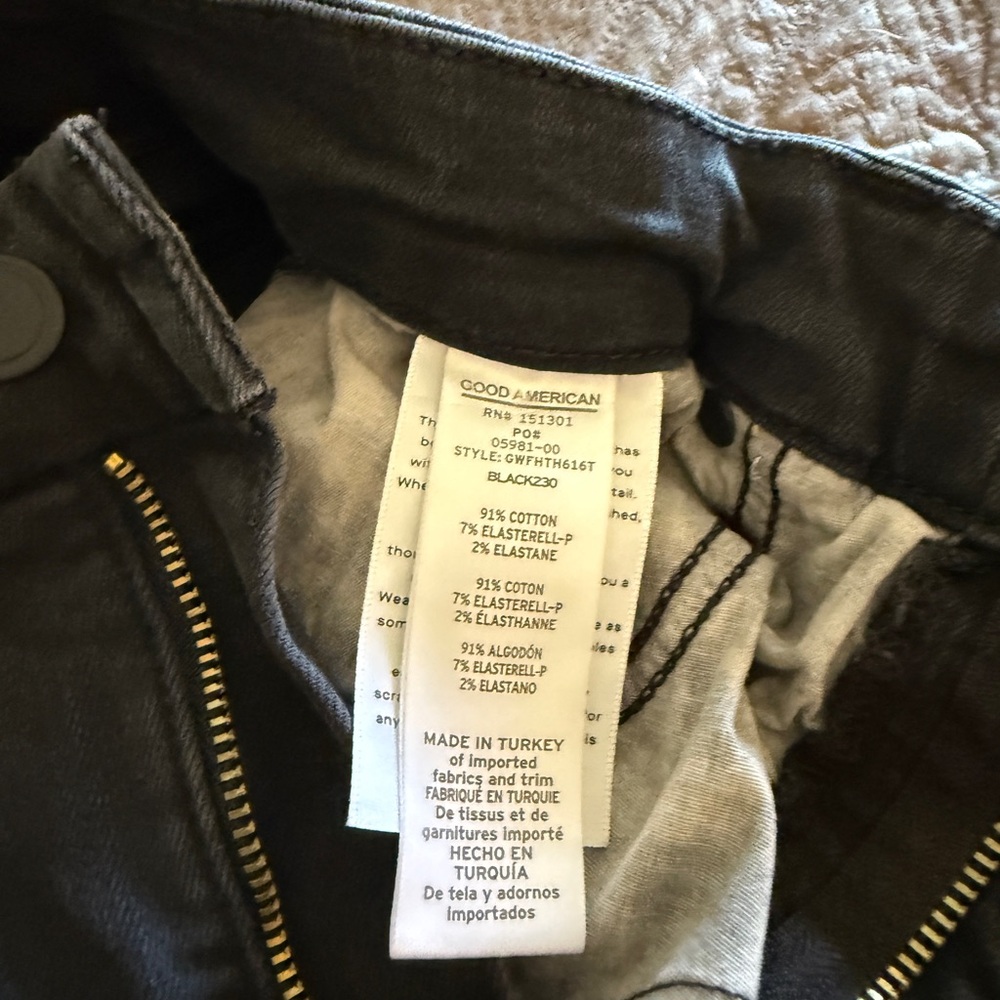 GOOD AMERICAN
RN# 151301
PO#
05981-00
STYLE: GWFHTH616T
BLACK230
91% COTTON
7% ELASTERELL-P
2% ELASTANE
91% COTON
7% ELASTERELL-P
2% ÉLASTHANNE
91% ALGODÓN
7% ELASTERELL-P
2% ELASTANO
MADE IN TURKEY
of imported
fabrics and trim
FABRIQUÉ EN TURQUIE
De tissus et de
garnitures importé
HECHO EN
TURQUÍA
De tela y adornos
importados